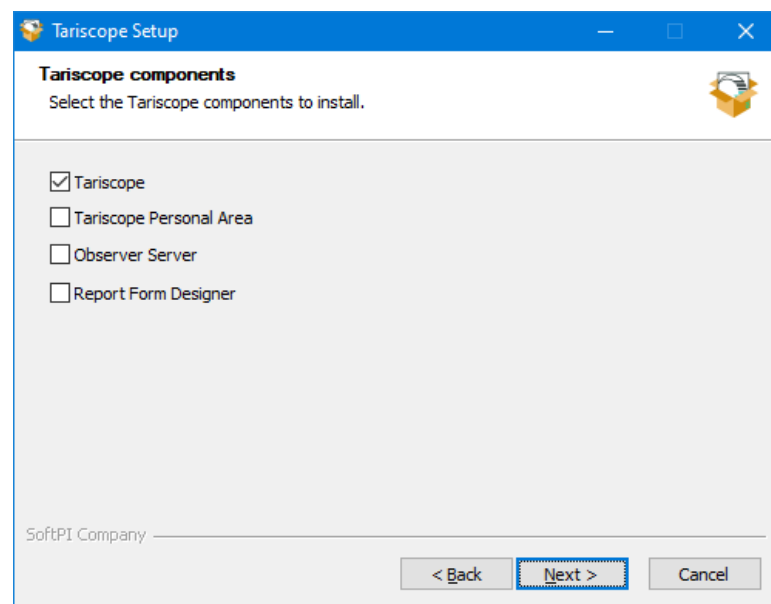 Tariscope Setup
Tariscope components
Select the Tariscope components to install.
Tariscope
Tariscope Personal Area
Observer Server
Report Form Designer
SoftPI Company
< Back
Next >
Cancel